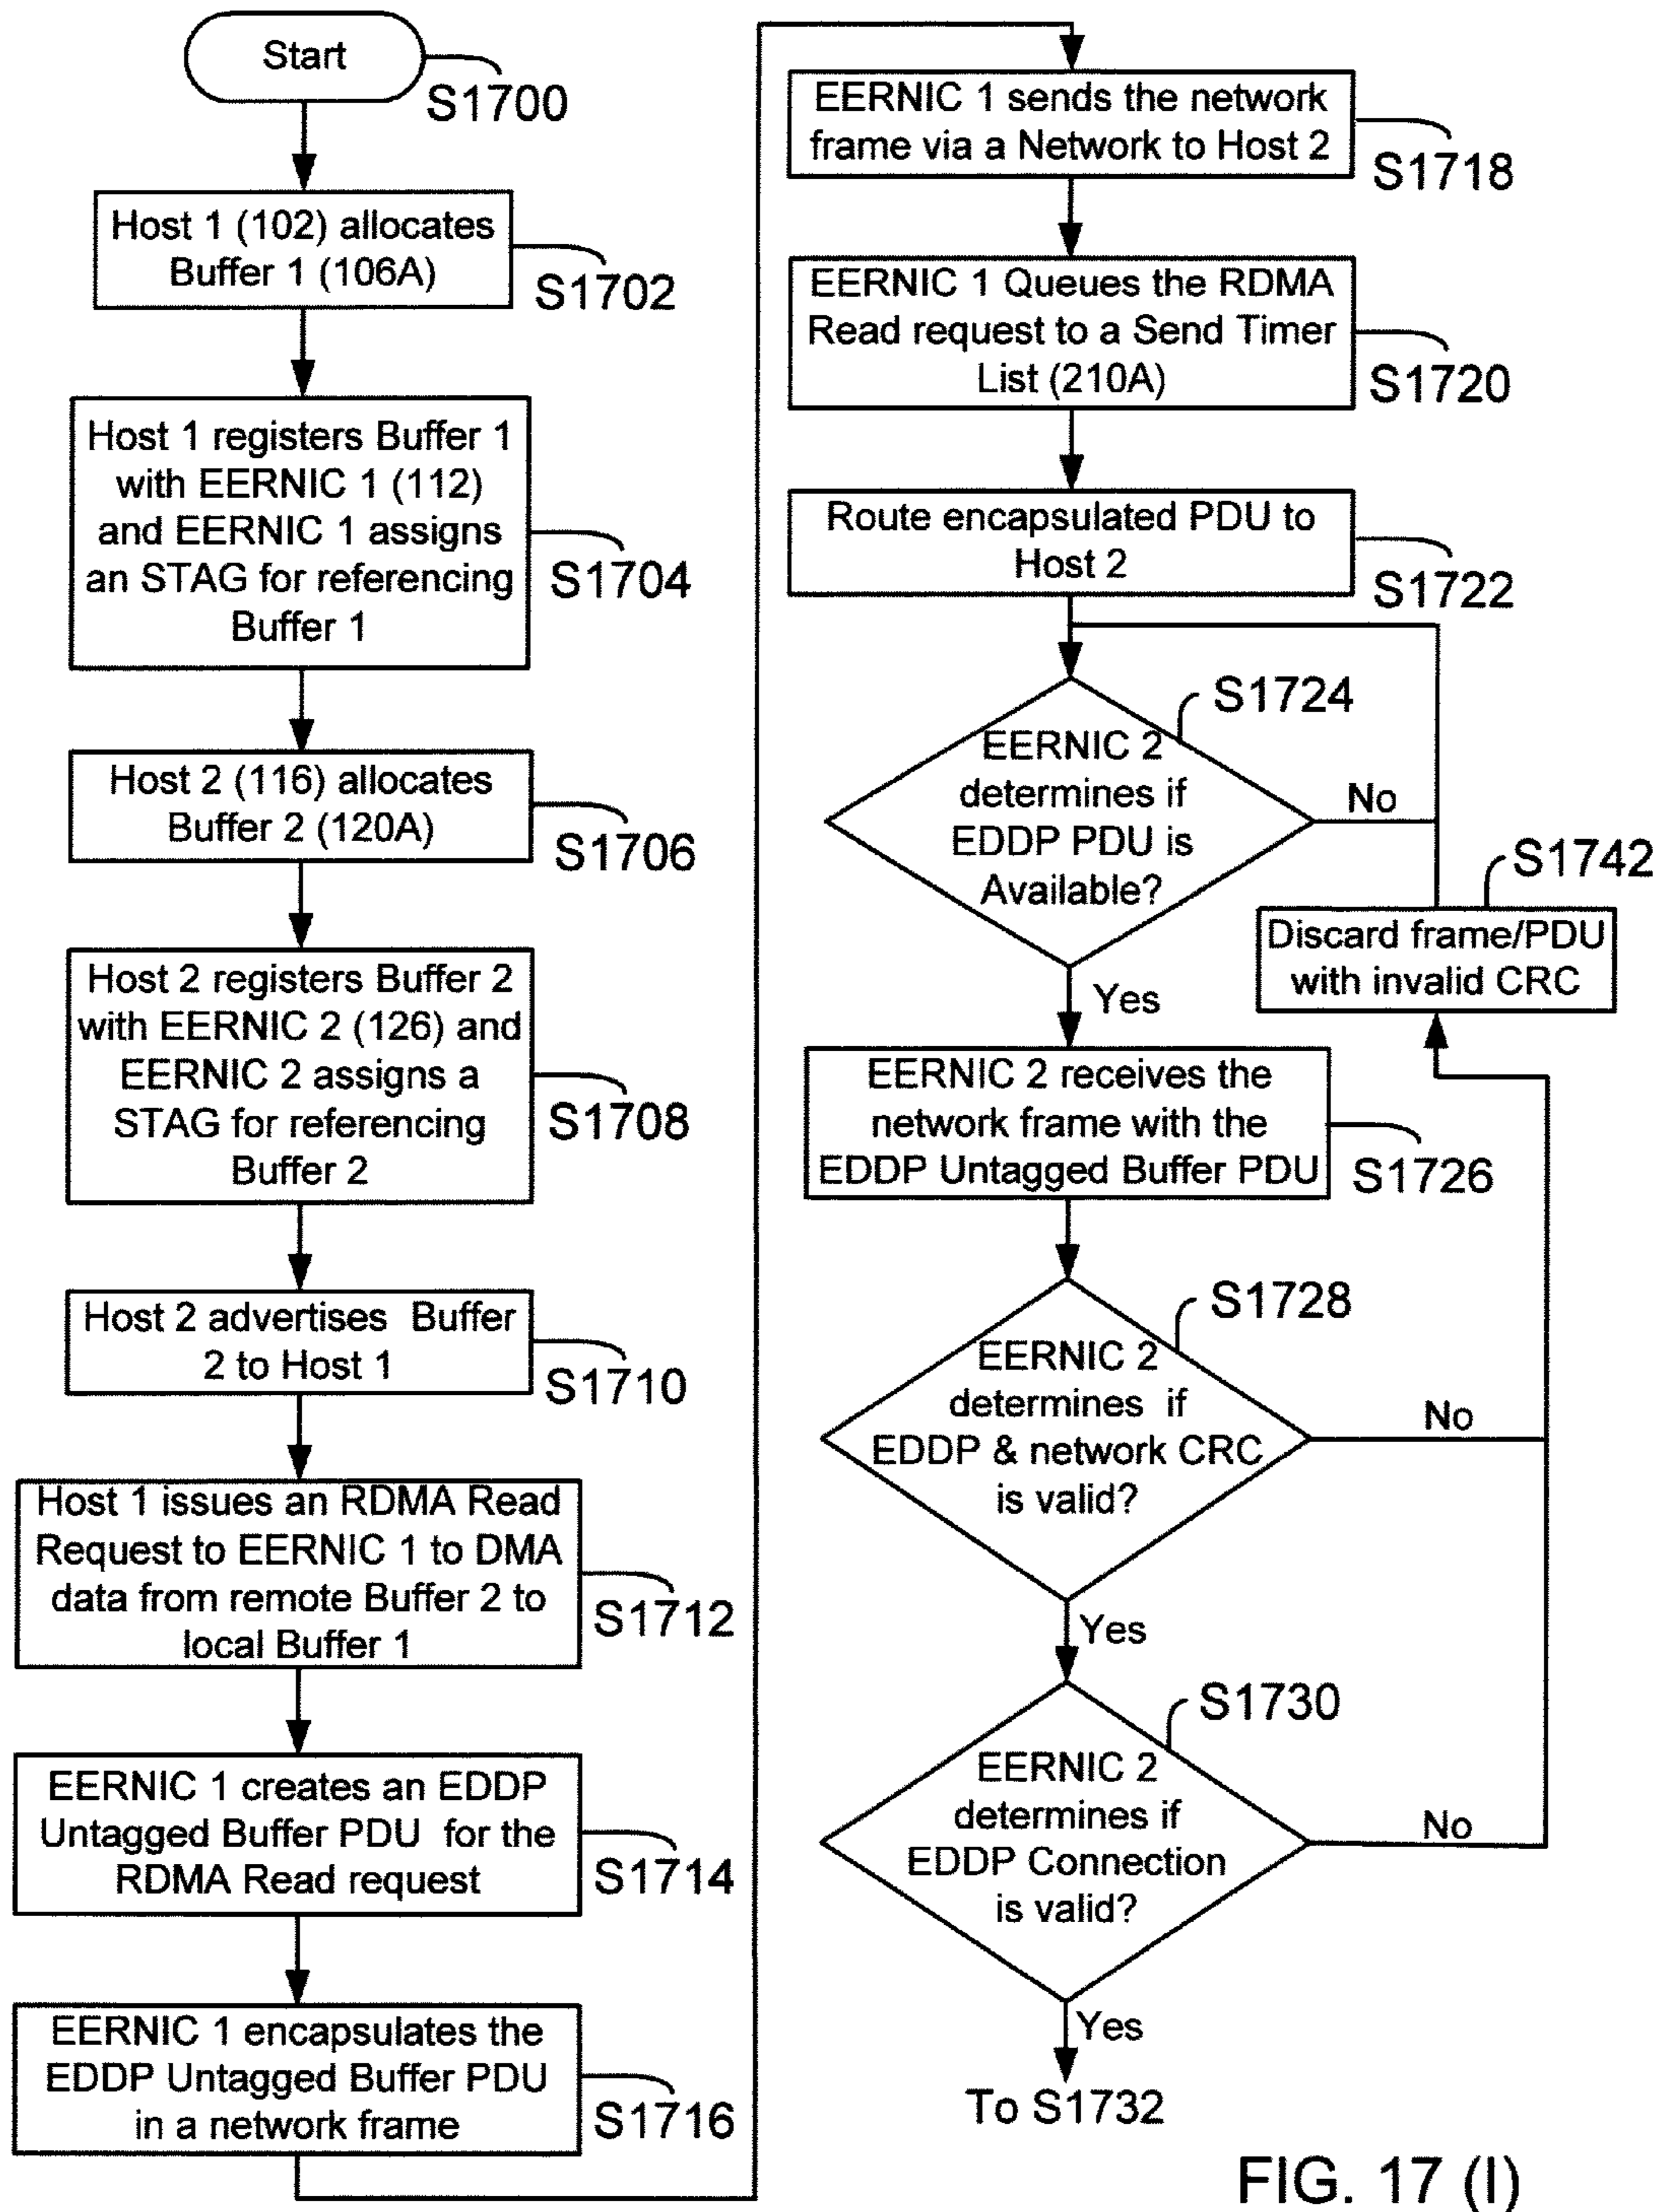 Start
S1700
Host 1 (102) allocates
Buffer 1 (106A)
S1702
Host 1 registers Buffer 1
with EERNIC 1 (112)
and EERNIC 1 assigns
an STAG for referencing
Buffer 1
S1704
Host 2 (116) allocates
Buffer 2 (120A)
S1706
Host 2 registers Buffer 2
with EERNIC 2 (126) and
EERNIC 2 assigns a
STAG for referencing
Buffer 2
S1708
Host 2 advertises Buffer
2 to Host 1
S1710
Host 1 issues an RDMA Read
Request to EERNIC 1 to DMA
data from remote Buffer 2 to
local Buffer 1
S1712
EERNIC 1 creates an EDDP
Untagged Buffer PDU for the
RDMA Read request
S1714
EERNIC 1 encapsulates the
EDDP Untagged Buffer PDU
in a network frame
S1716
EERNIC 1 sends the network
frame via a Network to Host 2
S1718
EERNIC 1 Queues the RDMA
Read request to a Send Timer
List (210A)
S1720
Route encapsulated PDU to
Host 2
S1722
S1724
EERNIC 2
determines if
EDDP PDU is
Available?
No
Yes
S1742
Discard frame/PDU
with invalid CRC
EERNIC 2 receives the
network frame with the
EDDP Untagged Buffer PDU
S1726
S1728
EERNIC 2
determines if
EDDP & network CRC
is valid?
No
Yes
S1730
EERNIC 2
determines if
EDDP Connection
is valid?
No
Yes
To S1732
FIG. 17 (I)